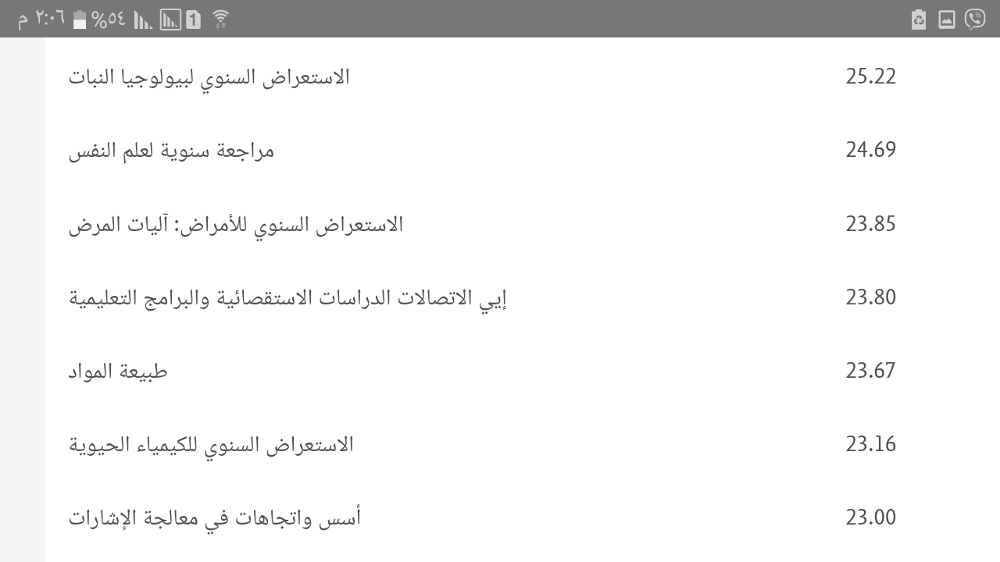 م ٢:٠٦ %٥٤ 1
الاستعراض السنوي لبيولوجيا النبات 25.22
مراجعة سنوية لعلم النفس 24.69
الاستعراض السنوي للأمراض: آليات المرض 23.85
إيي الاتصالات الدراسات الاستقصائية والبرامج التعليمية 23.80
طبيعة المواد 23.67
الاستعراض السنوي للكيمياء الحيوية 23.16
أسس واتجاهات في معالجة الإشارات 23.00